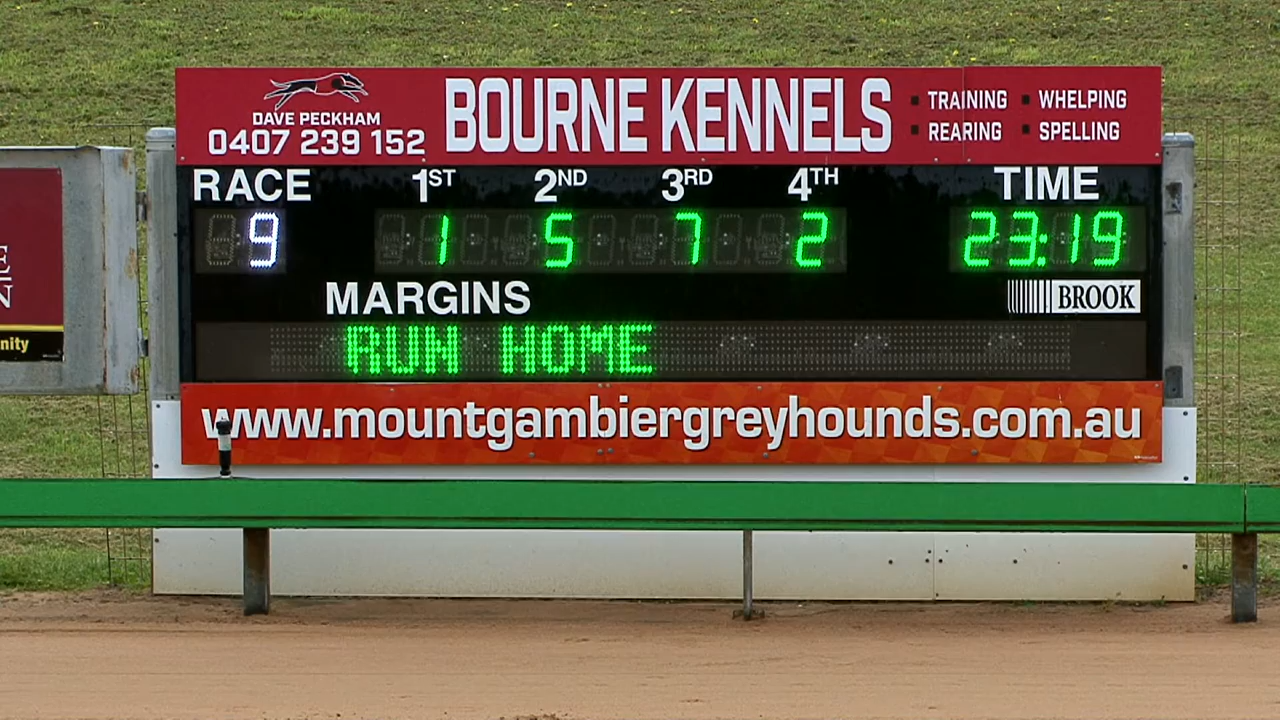 DAVE PECKHAM
0407 239 152
BOURNE KENNELS
TRAINING WHELPING
REARING SPELLING
RACE 1ST 2ND 3RD 4TH TIME
9 1 5 7 2 23:19
MARGINS
BROOK
RUN HOME
www.mountgambiergreyhounds.com.au
E
N
nity